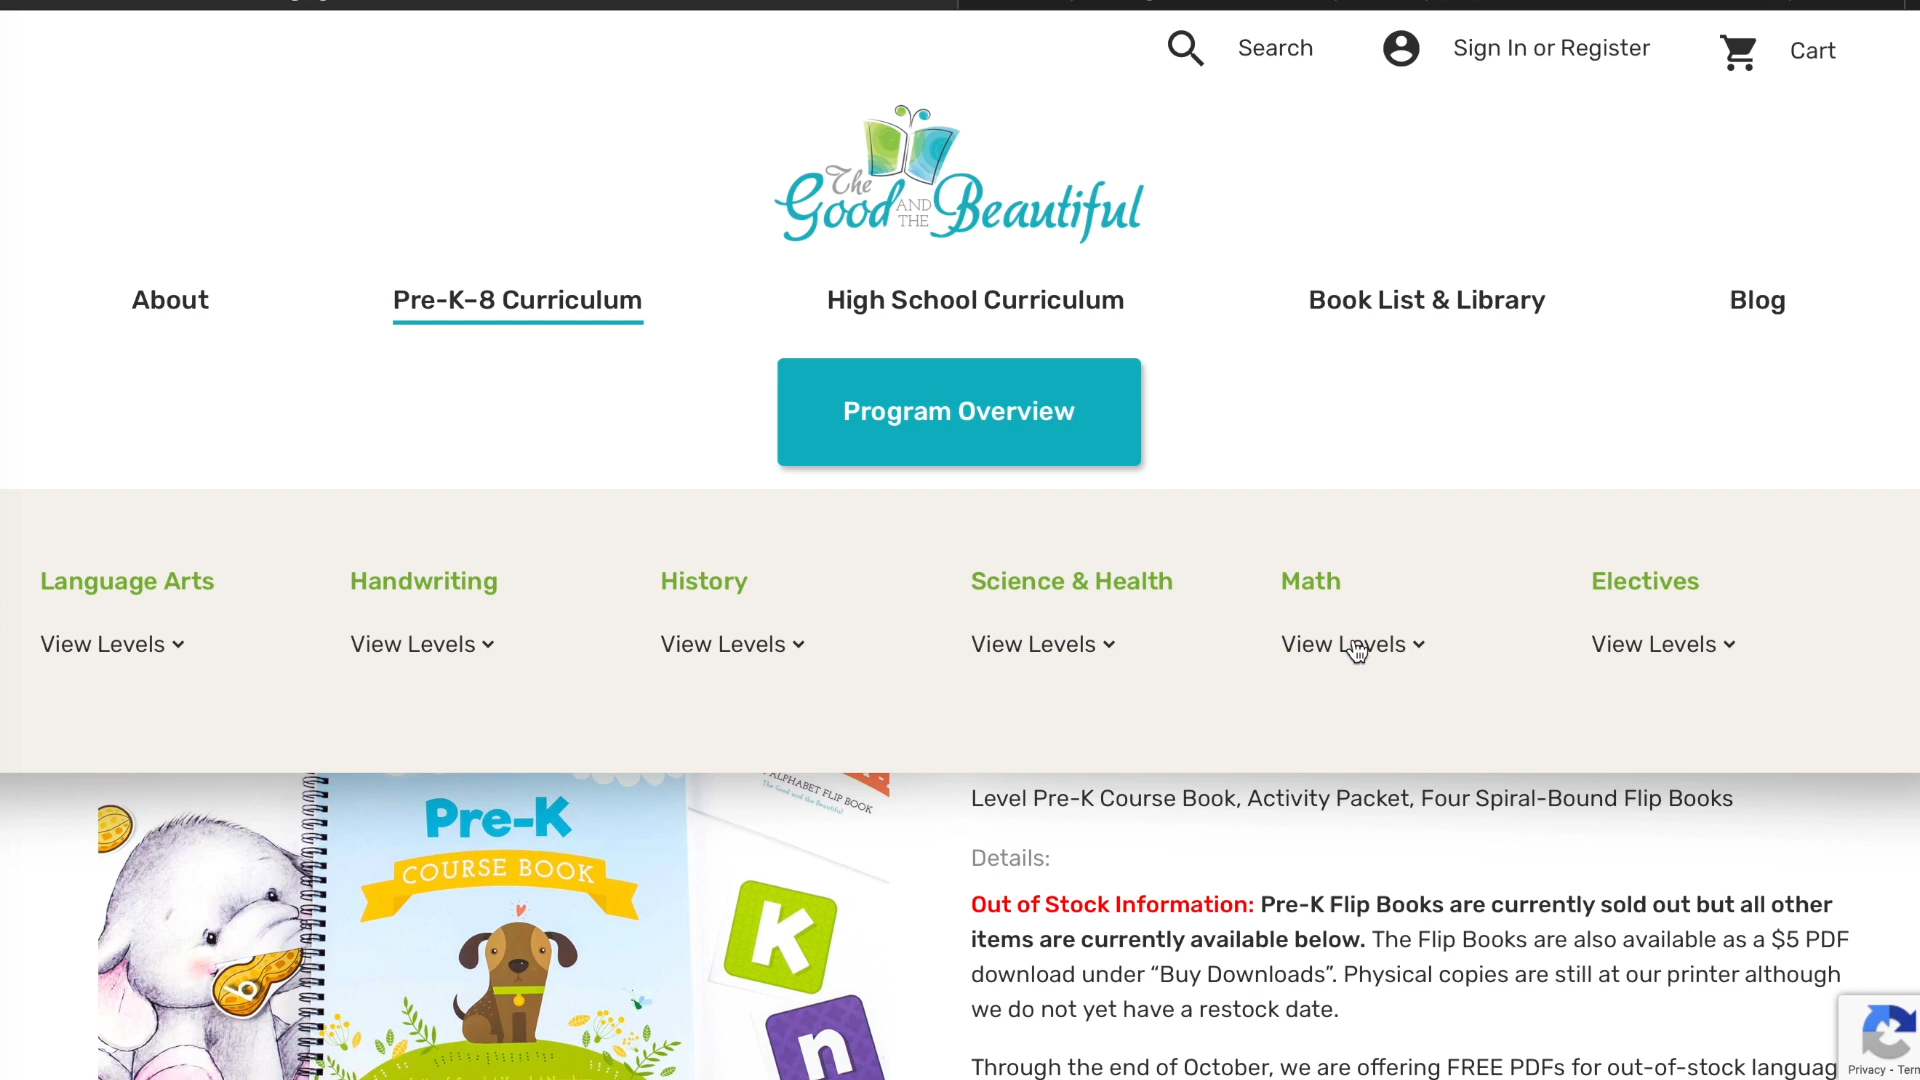 Search Sign In or Register Cart
The
Good AND THE Beautiful
About Pre-K–8 Curriculum High School Curriculum Book List & Library Blog
Program Overview
Language Arts Handwriting History Science & Health Math Electives
View Levels View Levels View Levels View Levels View Levels View Levels
ALPHABET FLIP BOOK
The Good and the Beautiful
Level Pre-K Course Book, Activity Packet, Four Spiral-Bound Flip Books
Pre-K
COURSE BOOK
k
b
n
Details:
Out of Stock Information: Pre-K Flip Books are currently sold out but all other
items are currently available below. The Flip Books are also available as a $5 PDF
download under “Buy Downloads”. Physical copies are still at our printer although
we do not yet have a restock date.
Through the end of October, we are offering FREE PDFs for out-of-stock languag
Privacy - Term